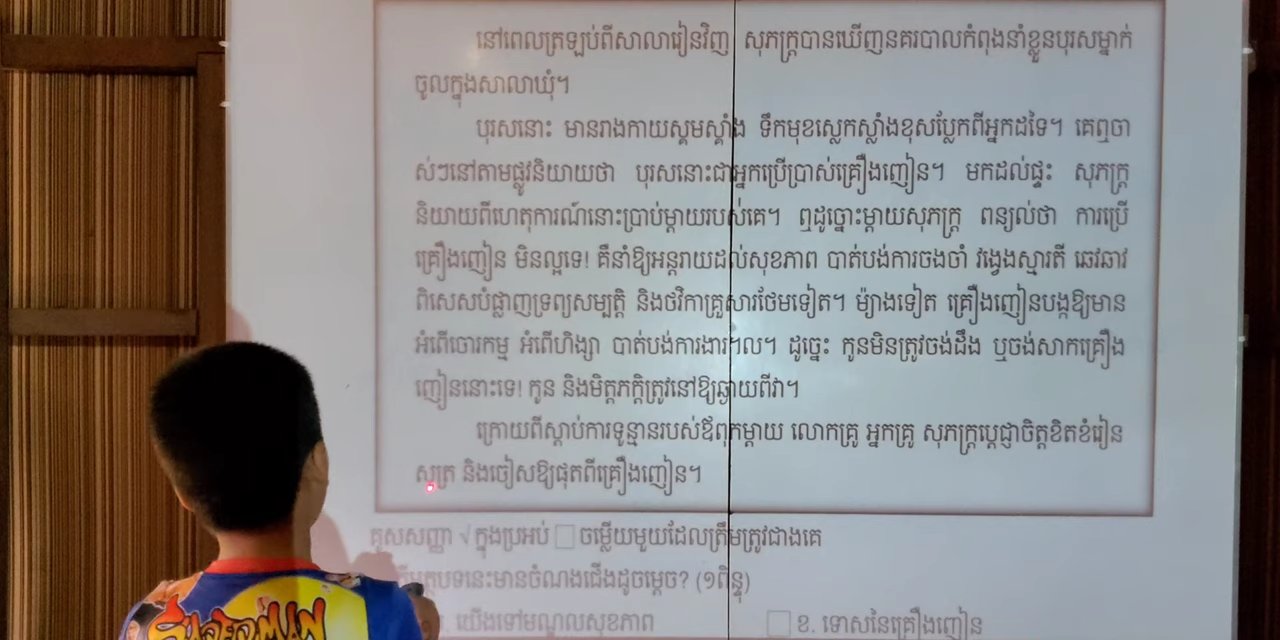 នៅពេលត្រឡប់ពីសាលារៀនវិញ សុភក្ត្របានឃើញនគរបាលកំពុងនាំខ្លួនបុរសម្នាក់
ចូលក្នុងសាលាឃុំ។
បុរសនោះ មានរាងកាយស្គមស្គាំង ទឹកមុខស្លេកស្លាំងខុសប្លែកពីអ្នកដទៃ។ គេឮចា
ស់ៗនៅតាមផ្លូវនិយាយថា បុរសនោះជាអ្នកប្រើប្រាស់គ្រឿងញៀន។ មកដល់ផ្ទះ សុភក្ត្រ
និយាយពីហេតុការណ៍នោះប្រាប់ម្តាយរបស់គេ។ ឮដូច្នោះម្តាយសុភក្ត្រ ពន្យល់ថា ការប្រើ
គ្រឿងញៀន មិនល្អទេ! គឺនាំឱ្យអន្តរាយដល់សុខភាព បាត់បង់ការចងចាំ វង្វេងស្មារតី ឆេវឆាវ
ពិសេសបំផ្លាញទ្រព្យសម្បត្តិ និងថវិកាគ្រួសារថែមទៀត។ ម៉្យាងទៀត គ្រឿងញៀនបង្កឱ្យមាន
អំពើចោរកម្ម អំពើហិង្សា បាត់បង់ការងារ។ល។ ដូច្នេះ កូនមិនត្រូវចង់ដឹង ឬចង់សាកគ្រឿង
ញៀននោះទេ! កូន និងមិត្តភក្តិត្រូវនៅឱ្យឆ្ងាយពីវា។
ក្រោយពីស្តាប់ការទូន្មានរបស់ឪពុកម្តាយ លោកគ្រូ អ្នកគ្រូ សុភក្ត្រប្តេជ្ញាចិត្តខិតខំរៀន
សូត្រ និងចៀសឱ្យផុតពីគ្រឿងញៀន។
គូសសញ្ញា √ ក្នុងប្រអប់ □ ចម្លើយមួយដែលត្រឹមត្រូវជាងគេ
អត្ថបទនេះមានចំណងជើងដូចម្តេច? (១ពិន្ទុ)
យើងទៅមណ្ឌលសុខភាព □ ខ. ទោសនៃគ្រឿងញៀន